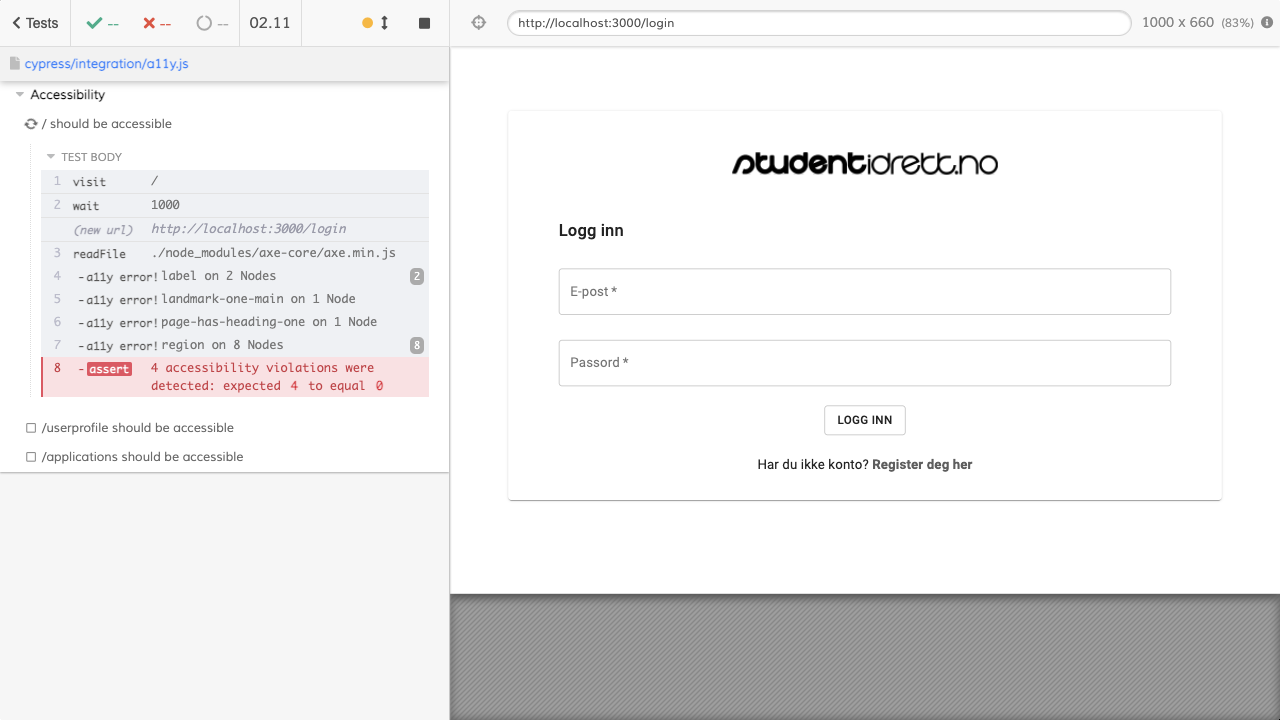 Tests
--
--
--
02.11
http://localhost:3000/login
1000 x 660 (83%)
cypress/integration/a11y.js
Accessibility
/ should be accessible
TEST BODY
1 visit /
2 wait 1000
(new url) http://localhost:3000/login
3 readFile ./node_modules/axe-core/axe.min.js
4 -a11y error! label on 2 Nodes 2
5 -a11y error! landmark-one-main on 1 Node
6 -a11y error! page-has-heading-one on 1 Node
7 -a11y error! region on 8 Nodes 8
8 -assert 4 accessibility violations were
detected: expected 4 to equal 0
/userprofile should be accessible
/applications should be accessible
studentidrett.no
Logg inn
E-post *
Passord *
LOGG INN
Har du ikke konto? Register deg her